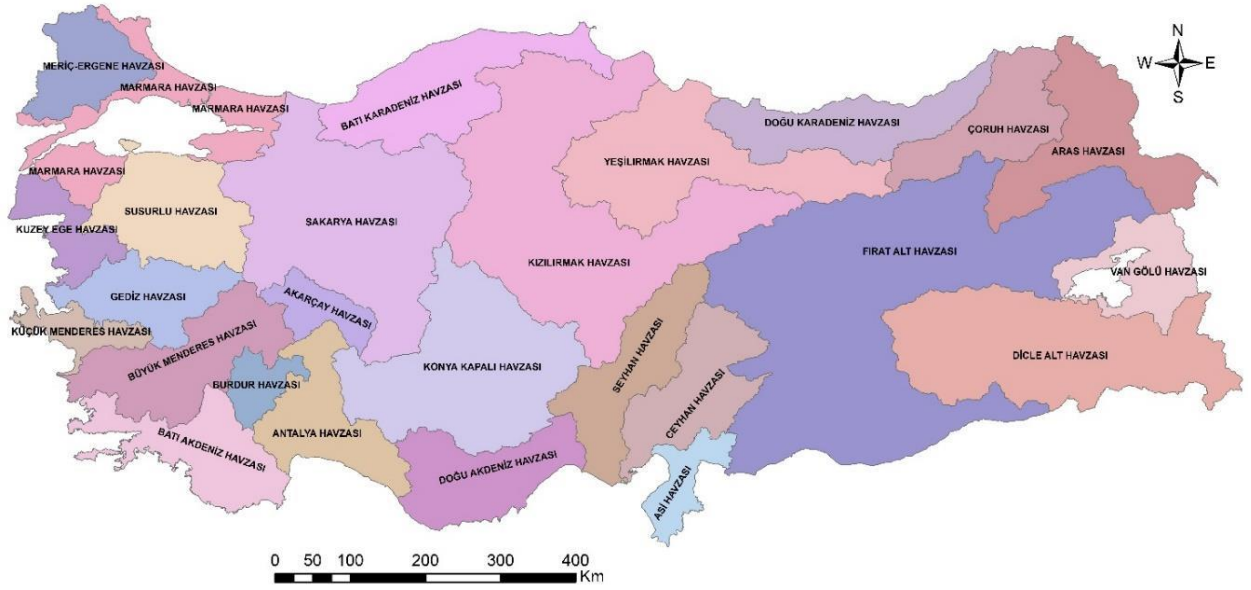 N
W E
S
MERİÇ-ERGENE HAVZASI
MARMARA HAVZASI
MARMARA HAVZASI
BATI KARADENİZ HAVZASI
DOĞU KARADENİZ HAVZASI
ÇORUH HAVZASI
ARAS HAVZASI
YEŞİLIRMAK HAVZASI
MARMARA HAVZASI
SUSURLU HAVZASI
SAKARYA HAVZASI
KUZEY EGE HAVZASI
KIZILIRMAK HAVZASI
FIRAT ALT HAVZASI
VAN GÖLÜ HAVZASI
GEDİZ HAVZASI
AKARÇAY HAVZASI
KÜÇÜK MENDERES HAVZASI
BÜYÜK MENDERES HAVZASI
DİCLE ALT HAVZASI
KONYA KAPALI HAVZASI
SEYHAN HAVZASI
BURDUR HAVZASI
CEYHAN HAVZASI
ANTALYA HAVZASI
BATI AKDENİZ HAVZASI
DOĞU AKDENİZ HAVZASI
ASİ HAVZASI
0 50 100 200 300 400
Km